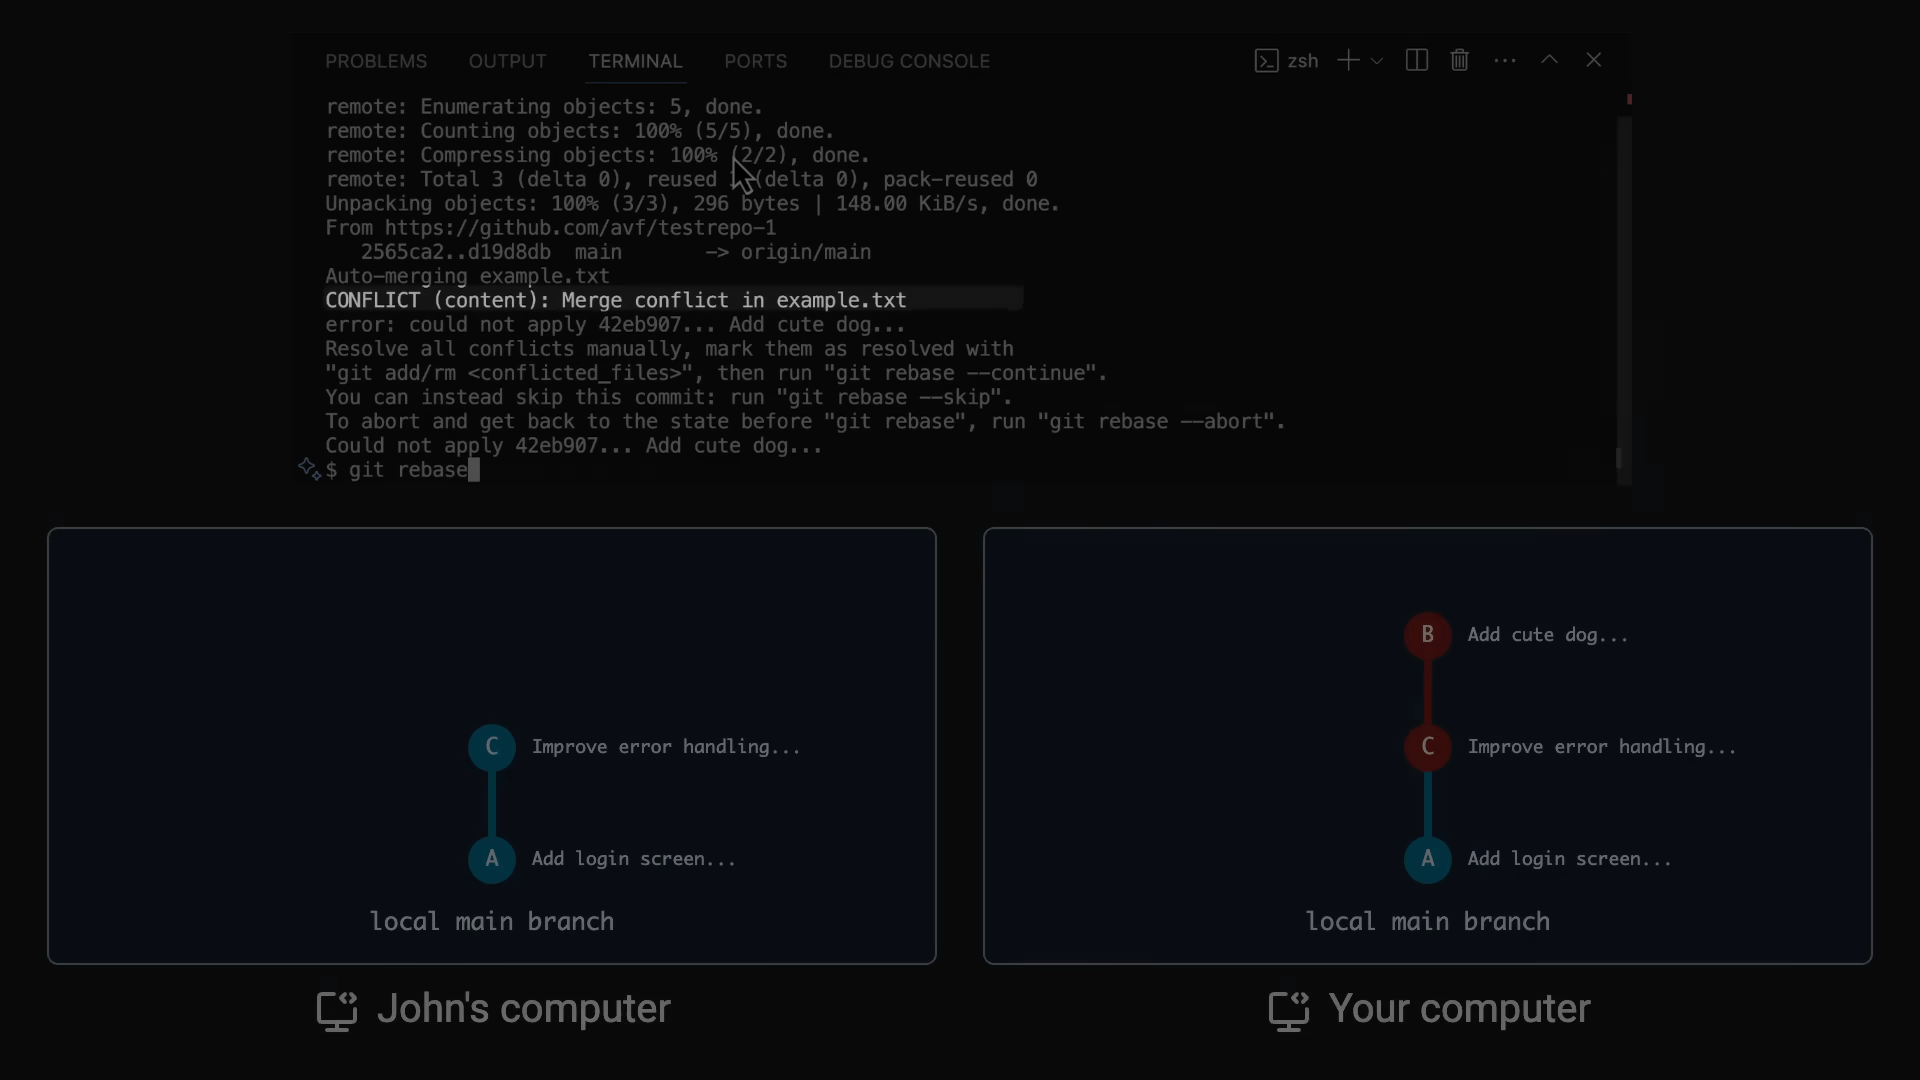 PROBLEMS OUTPUT TERMINAL PORTS DEBUG CONSOLE zsh
remote: Enumerating objects: 5, done.
remote: Counting objects: 100% (5/5), done.
remote: Compressing objects: 100% (2/2), done.
remote: Total 3 (delta 0), reused (delta 0), pack-reused 0
Unpacking objects: 100% (3/3), 296 bytes | 148.00 KiB/s, done.
From https://github.com/avf/testrepo-1
2565ca2..d19d8db main -> origin/main
Auto-merging example.txt
CONFLICT (content): Merge conflict in example.txt
error: could not apply 42eb907... Add cute dog...
Resolve all conflicts manually, mark them as resolved with
"git add/rm <conflicted_files>", then run "git rebase --continue".
You can instead skip this commit: run "git rebase --skip".
To abort and get back to the state before "git rebase", run "git rebase --abort".
Could not apply 42eb907... Add cute dog...
$ git rebase
C Improve error handling...
A Add login screen...
local main branch
John's computer
B Add cute dog...
C Improve error handling...
A Add login screen...
local main branch
Your computer